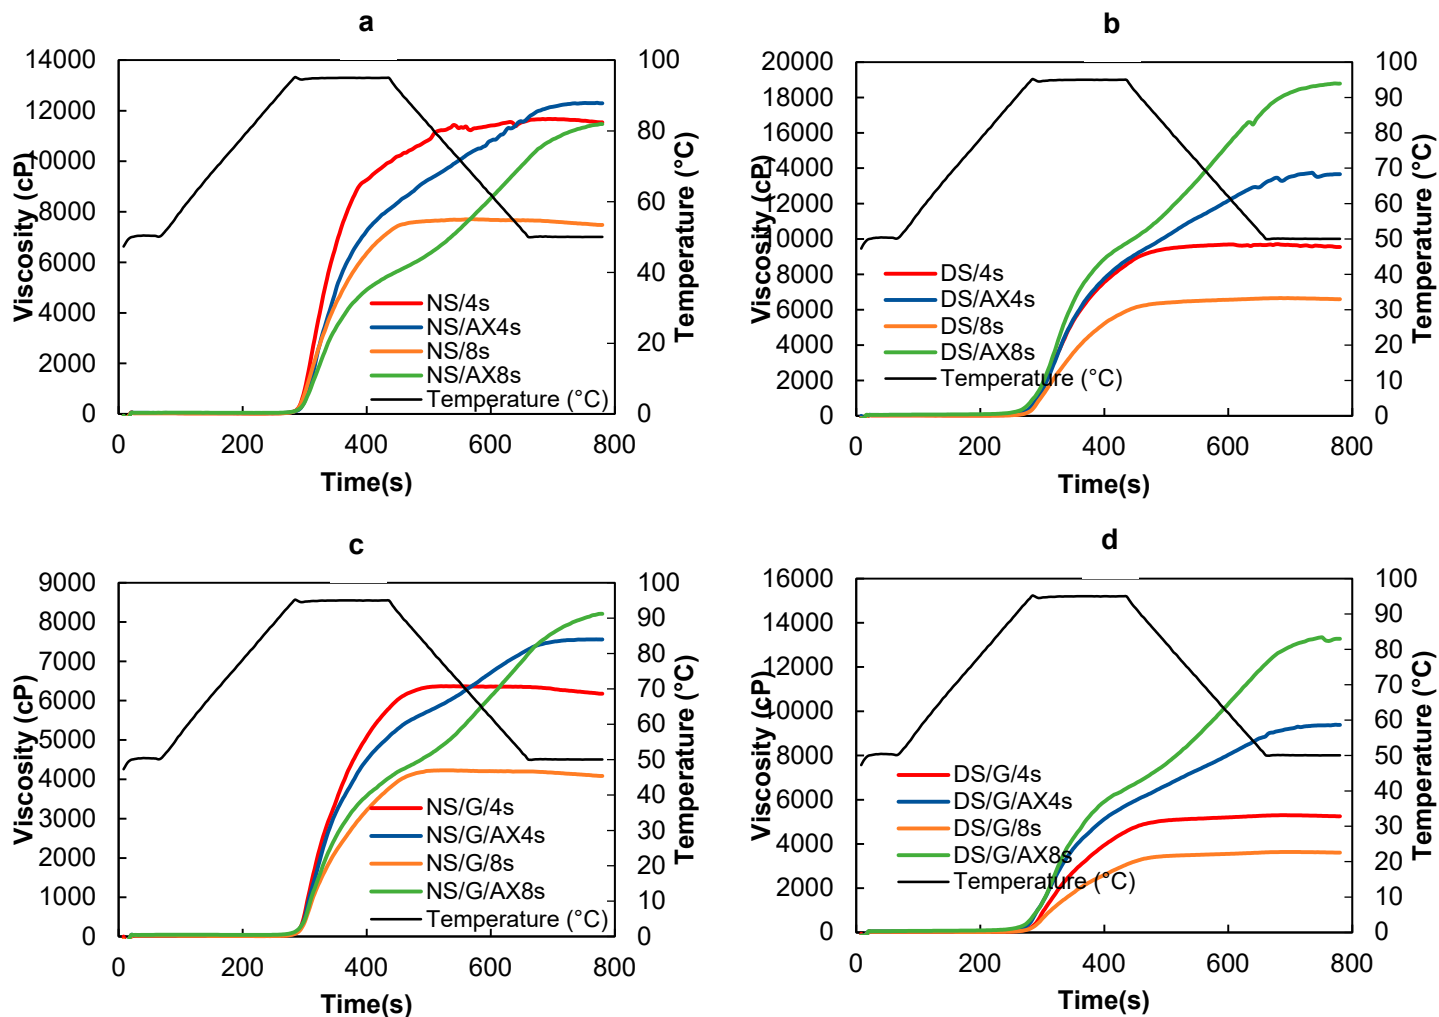 a
14000
12000
10000
8000
6000
4000
2000
0
Viscosity (cP)
100
80
60
40
20
0
Temperature (°C)
NS/4s
NS/AX4s
NS/8s
NS/AX8s
Temperature (°C)
0 200 400 600 800
Time(s)
b
20000
18000
16000
14000
12000
10000
8000
6000
4000
2000
0
Viscosity (cP)
100
90
80
70
60
50
40
30
20
10
0
Temperature (°C)
DS/4s
DS/AX4s
DS/8s
DS/AX8s
Temperature (°C)
0 200 400 600 800
Time(s)
c
9000
8000
7000
6000
5000
4000
3000
2000
1000
0
Viscosity (cP)
100
90
80
70
60
50
40
30
20
10
0
Temperature (°C)
NS/G/4s
NS/G/AX4s
NS/G/8s
NS/G/AX8s
Temperature (°C)
0 200 400 600 800
Time(s)
d
16000
14000
12000
10000
8000
6000
4000
2000
0
Viscosity (cP)
100
90
80
70
60
50
40
30
20
10
0
Temperature (°C)
DS/G/4s
DS/G/AX4s
DS/G/8s
DS/G/AX8s
Temperature (°C)
0 200 400 600 800
Time(s)